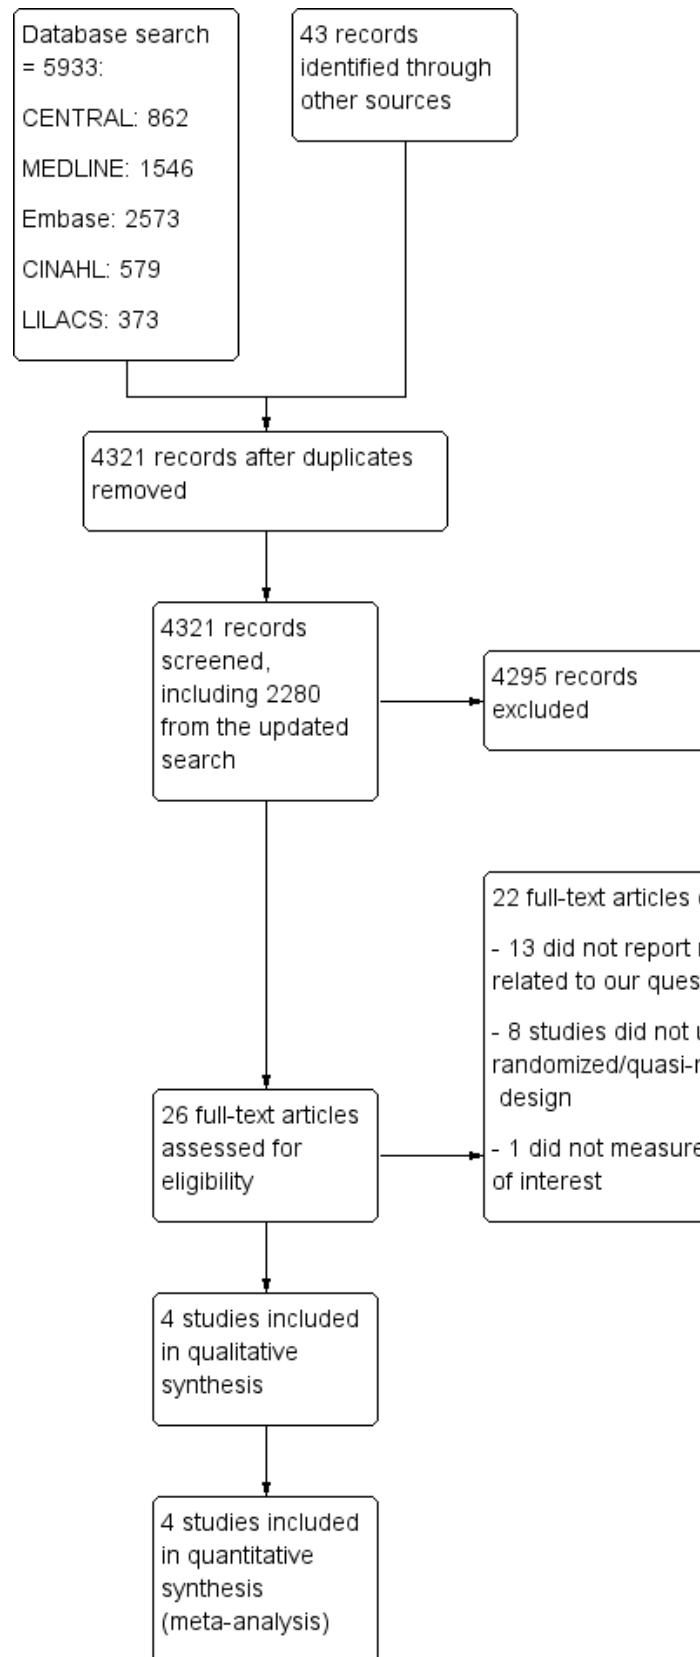 Database search
= 5933:
CENTRAL: 862
MEDLINE: 1546
Embase: 2573
CINAHL: 579
LILACS: 373
43 records
identified through
other sources
4321 records after duplicates
removed
4321 records
screened,
including 2280
from the updated
search
4295 records
excluded
22 full-text articles
- 13 did not report
related to our
- 8 studies did not
design
- 1 did not measure
of interest
26 full-text articles
assessed for
eligibility
4 studies included
in qualitative
synthesis
4 studies included
in quantitative
synthesis
(meta-analysis)